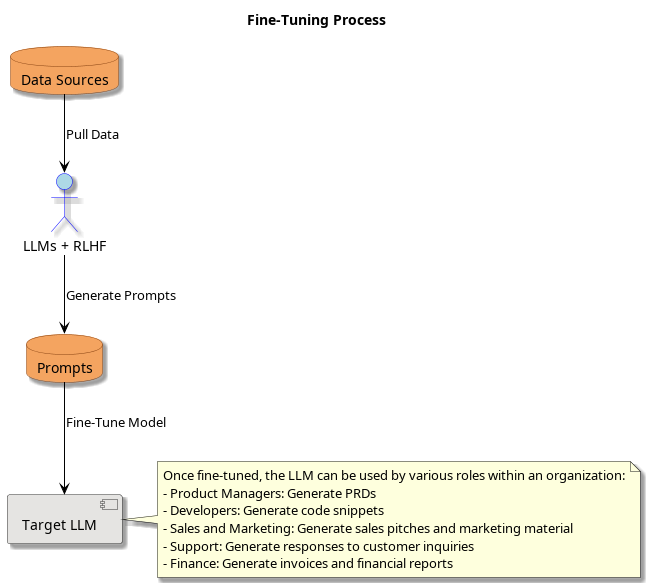 Fine-Tuning Process
Data Sources
Pull Data
LLMs + RLHF
Generate Prompts
Prompts
Fine-Tune Model
Target LLM
Once fine-tuned, the LLM can be used by various roles within an organization:
- Product Managers: Generate PRDs
- Developers: Generate code snippets
- Sales and Marketing: Generate sales pitches and marketing material
- Support: Generate responses to customer inquiries
- Finance: Generate invoices and financial reports